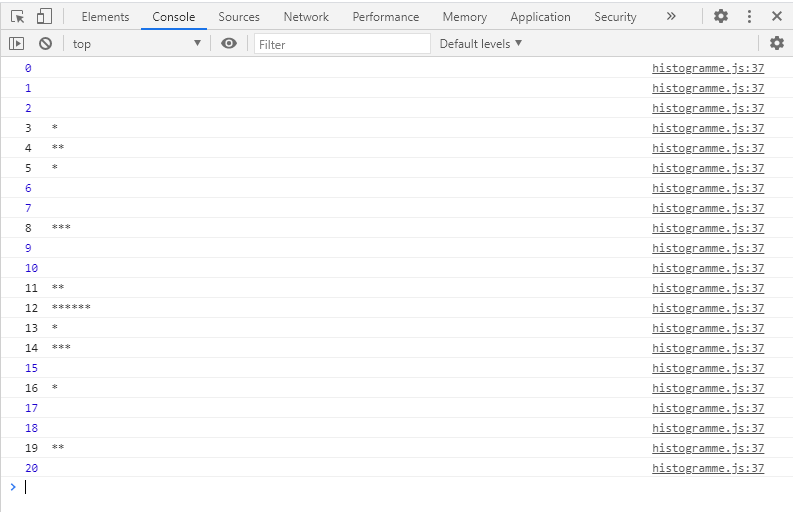 Elements Console Sources Network Performance Memory Application Security »
top Filter Default levels
0 histogramme.js:37
1 histogramme.js:37
2 histogramme.js:37
3 * histogramme.js:37
4 ** histogramme.js:37
5 * histogramme.js:37
6 histogramme.js:37
7 histogramme.js:37
8 *** histogramme.js:37
9 histogramme.js:37
10 histogramme.js:37
11 ** histogramme.js:37
12 ****** histogramme.js:37
13 * histogramme.js:37
14 *** histogramme.js:37
15 histogramme.js:37
16 * histogramme.js:37
17 histogramme.js:37
18 histogramme.js:37
19 ** histogramme.js:37
20 histogramme.js:37
>